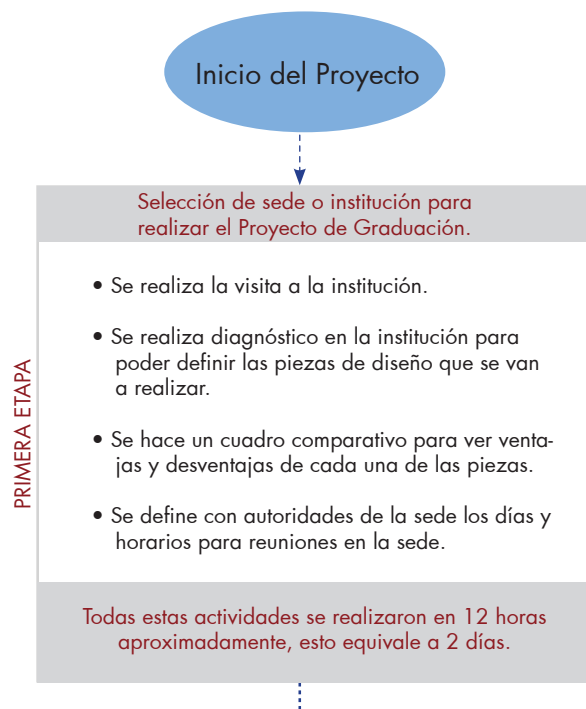 Inicio del Proyecto
Selección de sede o institución para
realizar el Proyecto de Graduación.
PRIMERA ETAPA
• Se realiza la visita a la institución.
• Se realiza diagnóstico en la institución para
poder definir las piezas de diseño que se van
a realizar.
• Se hace un cuadro comparativo para ver venta-
jas y desventajas de cada una de las piezas.
• Se define con autoridades de la sede los días y
horarios para reuniones en la sede.
Todas estas actividades se realizaron en 12 horas
aproximadamente, esto equivale a 2 días.